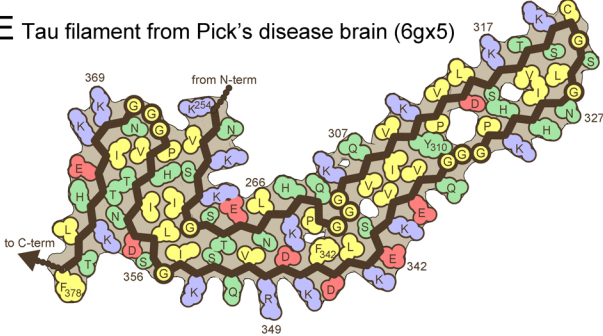 E Tau filament from Pick's disease brain (6gx5)
K C
317 G
K T S S
369 from N-term L V L
K G K254 V I G
K G K D S N 327
N G N V H H
I V P V 307 V P P K
E K Q Y310 G G G
H T H S I V Q
T K 266 H Q K V V
N I I E L G K E
L K G P G S
to C-term D S N K F342 L E 342
T S G I T V D K
F378 356 S D
K Q R K
349